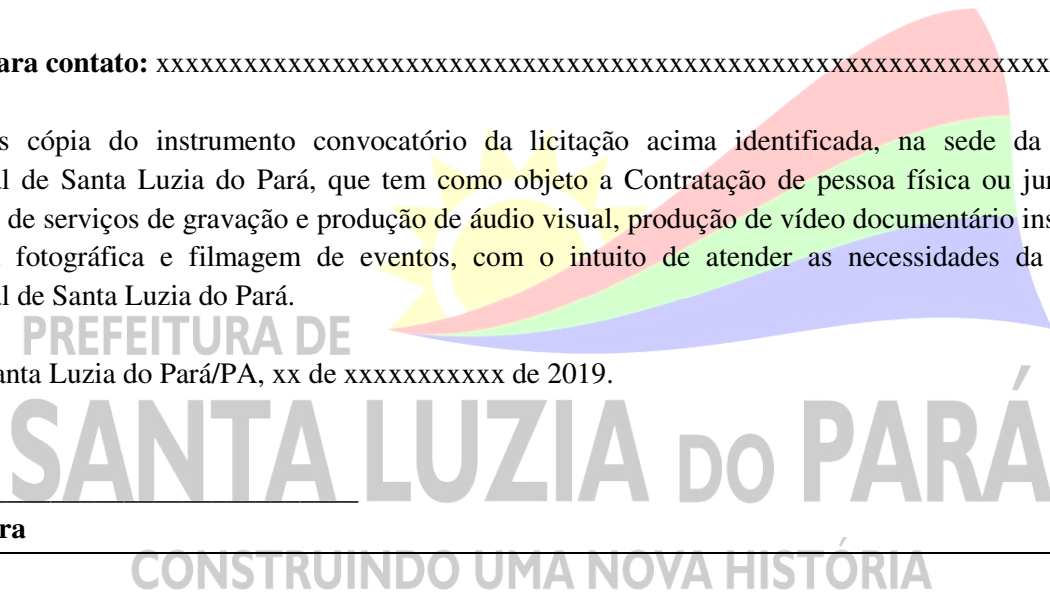 ara contato: xxxxxxxxxxxxxxxxxxxxxxxxxxxxxxxxxxxxxxxxxxxxxxxxxxxxxxxxxxxxx
s cópia do instrumento convocatório da licitação acima identificada, na sede da
l de Santa Luzia do Pará, que tem como objeto a Contratação de pessoa física ou jur
de serviços de gravação e produção de áudio visual, produção de vídeo documentário ins
fotográfica e filmagem de eventos, com o intuito de atender as necessidades da
l de Santa Luzia do Pará.
PREFEITURA DE
anta Luzia do Pará/PA, xx de xxxxxxxxxxx de 2019.
SANTA LUZIA DO PARÁ
ra
CONSTRUINDO UMA NOVA HISTÓRIA